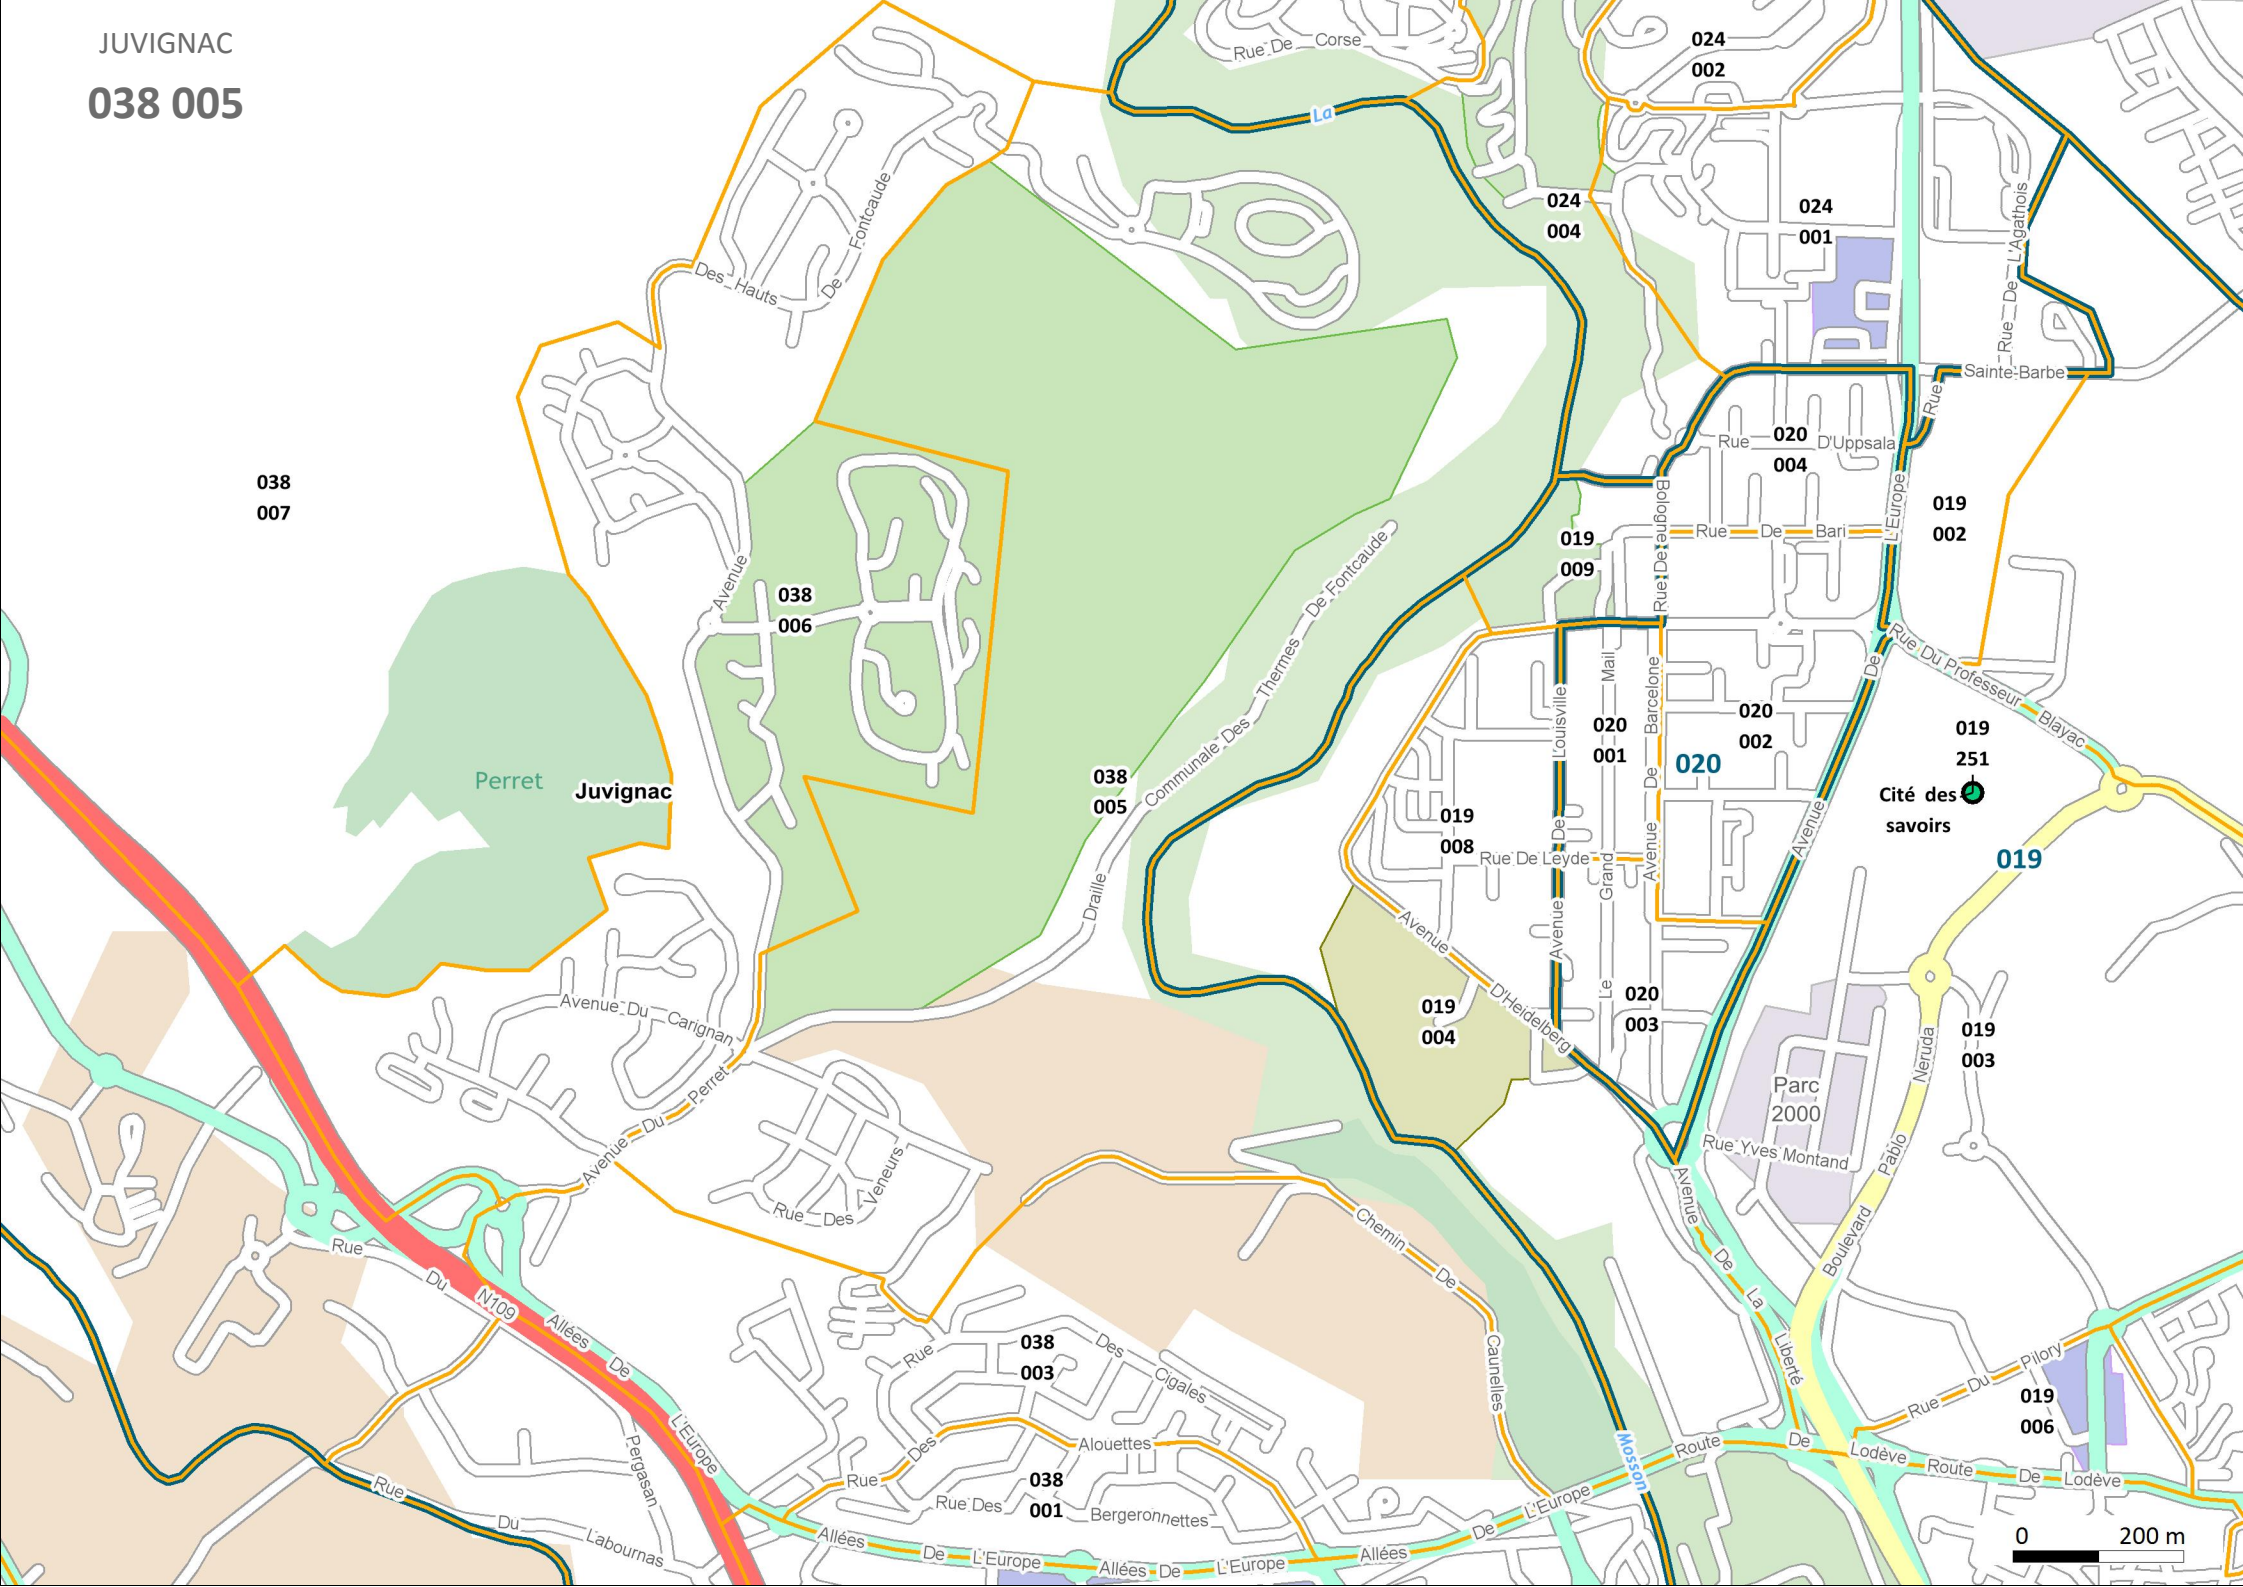 JUVIGNAC
038 005
Rue De Corse
La
024
002
024
004
024
001
Rue De L'Agathois
De Fontcaude
Des Hauts
Rue Sainte-Barbe
Rue D'Uppsala
020
004
038
007
Rue De Bologne
L'Europe
019
002
Rue De Bari
019
009
Draille Communale Des Thermes De Fontcaude
Avenue
038
006
Rue Du Professeur Blayac
Avenue De Louisville
Le Grand Mail
Avenue De Barcelone
020
001
020
002
020
Avenue De
019
251
Cité des
savoirs
Perret
Juvignac
038
005
019
008
Rue De Leyde
019
Avenue D'Heidelberg
Avenue Du Carignan
019
004
020
003
019
003
Boulevard Pablo Neruda
Parc
2000
Avenue Du Perret
Rue Yves Montand
Rue Des Veneurs
Chemin De Caunelles
Avenue De La Liberté
Rue Du Pergasan
N109
Allées De L'Europe
038
003
Rue Des Cigales
Rue Du Pilory
019
006
Rue Des Alouettes
Mosson
Route De Lodève
Route De Lodève
038
001
Rue Des Bergeronnettes
Rue Du Labournas
Allées De L'Europe
Allées De L'Europe
Allées De L'Europe
0 200 m